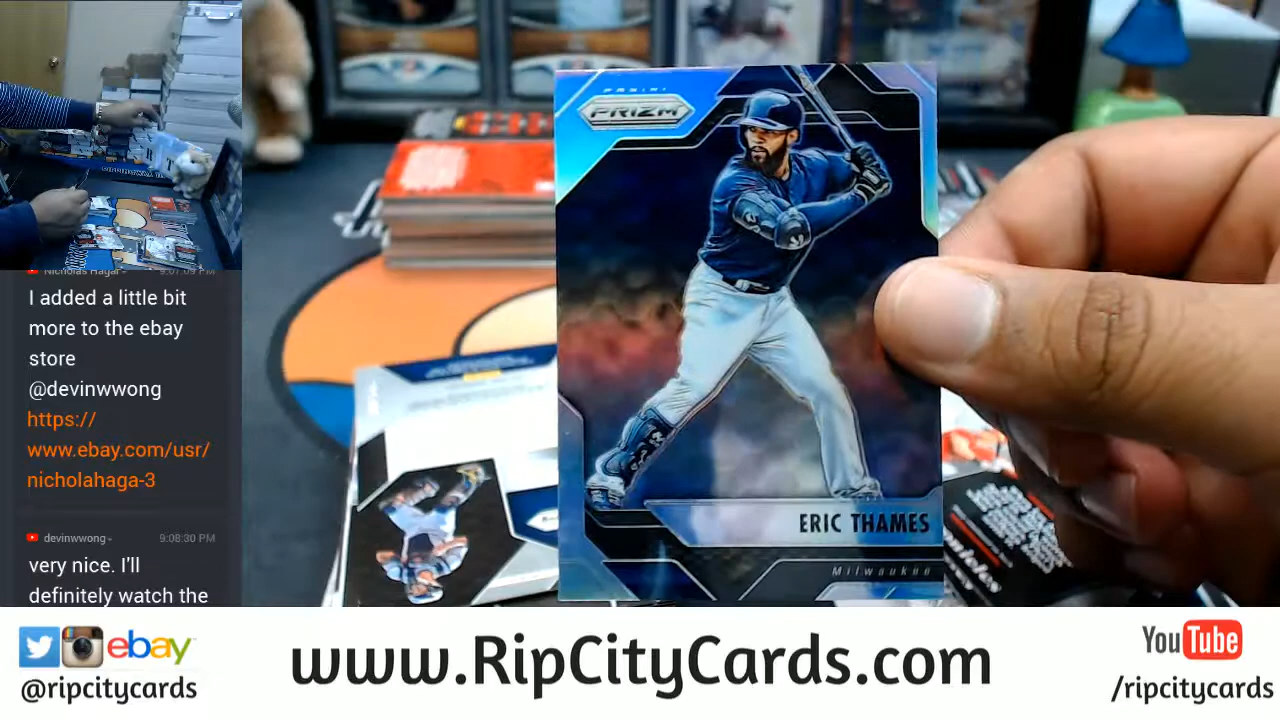 PANINI
PRIZM
ERIC THAMES
Milwaukee
9:07:09 PM
I added a little bit
more to the ebay
store
@devinwwong
https://
www.ebay.com/usr/
nicholahaga-3
devinwwong
9:08:30 PM
very nice. I'll
definitely watch the
ebay
@ripcitycards
www.RipCityCards.com
YouTube
/ripcitycards